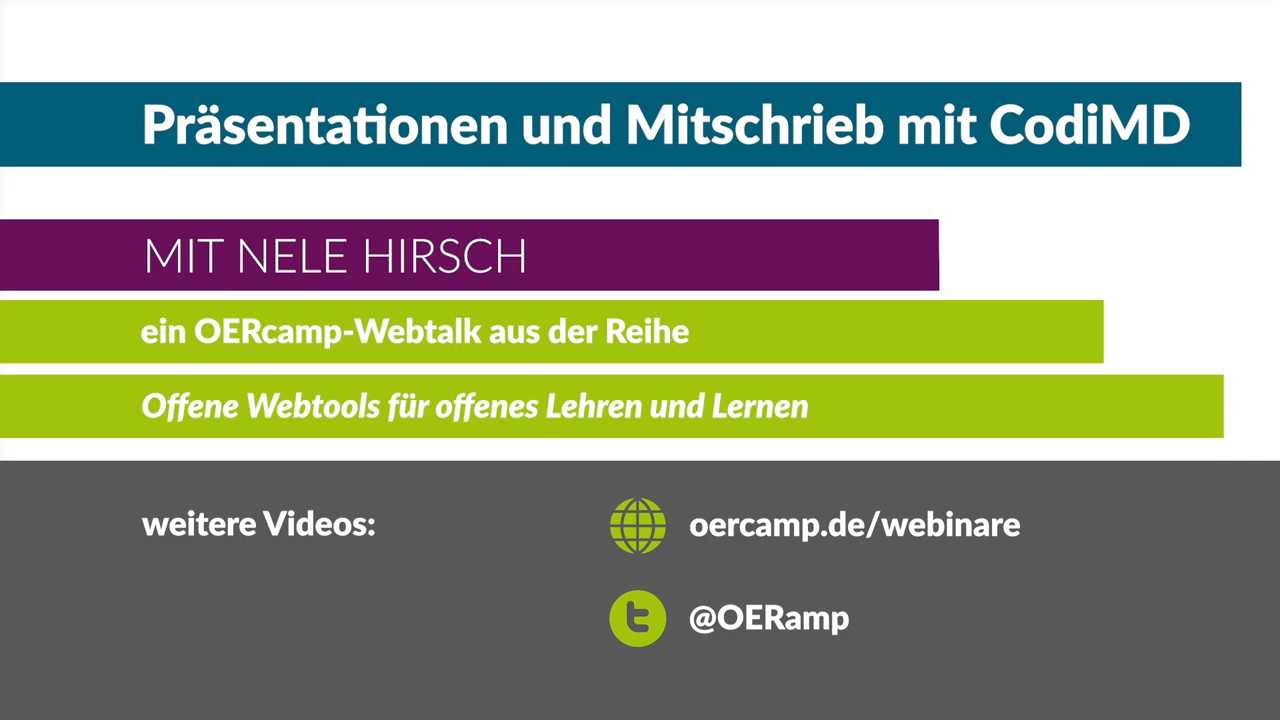 Präsentationen und Mitschrieb mit CodiMD
MIT NELE HIRSCH
ein OERcamp-Webtalk aus der Reihe
Offene Webtools für offenes Lehren und Lernen
weitere Videos:
oercamp.de/webinare
@OERamp